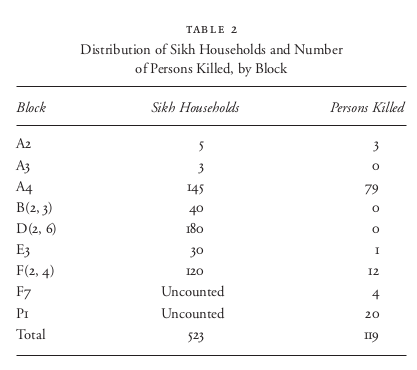 TABLE 2
Distribution of Sikh Households and Number
of Persons Killed, by Block
Block Sikh Households Persons Killed
A2 5 3
A3 3 0
A4 145 79
B(2, 3) 40 0
D(2, 6) 180 0
E3 30 1
F(2, 4) 120 12
F7 Uncounted 4
P1 Uncounted 20
Total 523 119